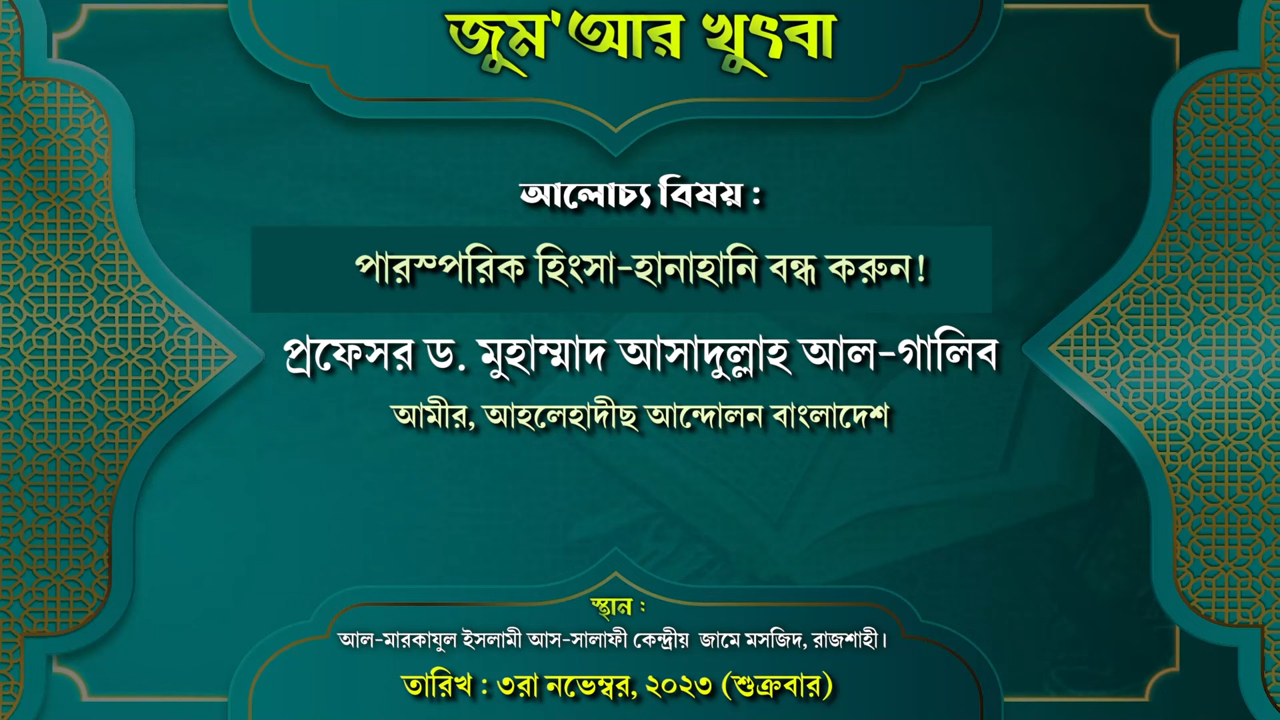 জুম'আর খুৎবা
আলোচ্য বিষয় :
পারস্পরিক হিংসা-হানাহানি বন্ধ করুন!
প্রফেসর ড. মুহাম্মাদ আসাদুল্লাহ আল-গালিব
আমীর, আহলেহাদীছ আন্দোলন বাংলাদেশ
স্থান :
আল-মারকাযুল ইসলামী আস-সালাফী কেন্দ্রীয় জামে মসজিদ, রাজশাহী।
তারিখ : ৩রা নভেম্বর, ২০২৩ (শুক্রবার)